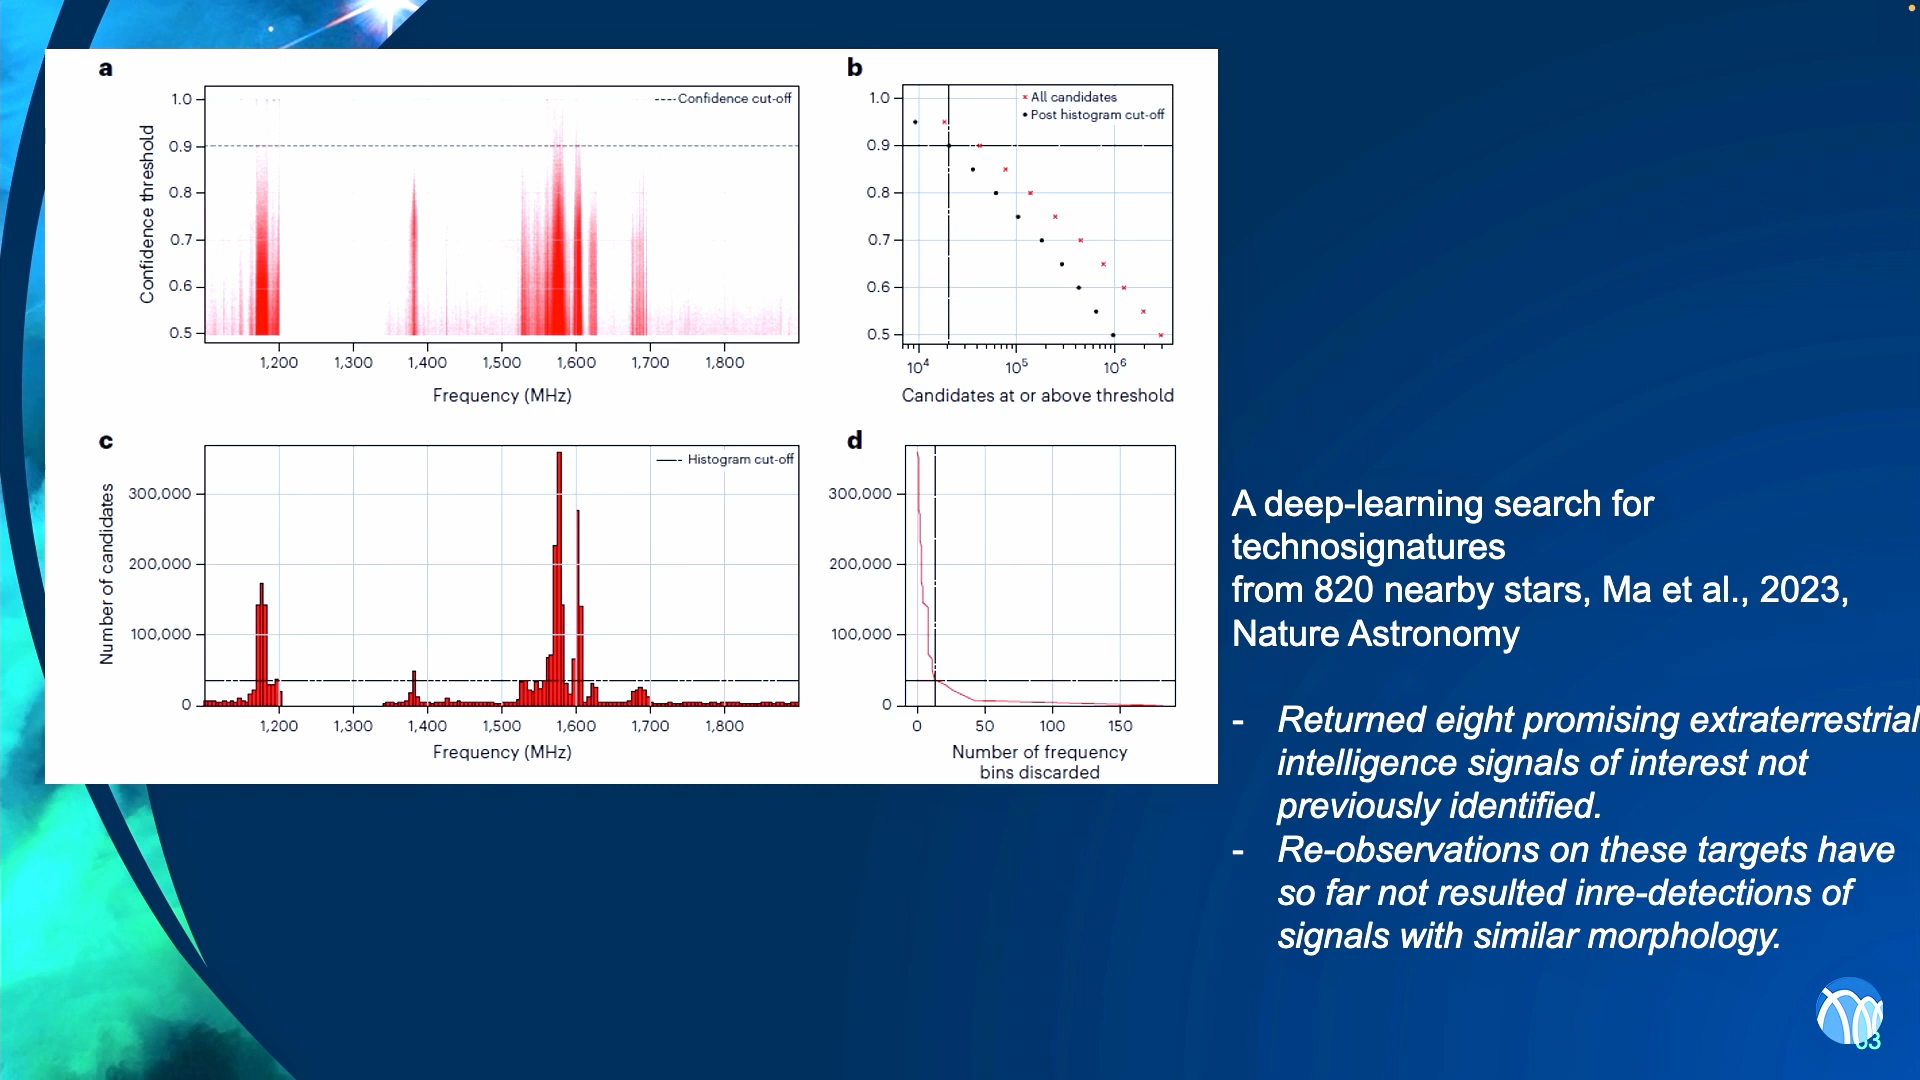 a
1.0
0.9
0.8
0.7
0.6
0.5
Confidence threshold
Confidence cut-off
1,200 1,300 1,400 1,500 1,600 1,700 1,800
Frequency (MHz)
b
1.0
0.9
0.8
0.7
0.6
0.5
All candidates
Post histogram cut-off
10⁴ 10⁵ 10⁶
Candidates at or above threshold
c
300,000
200,000
100,000
0
Number of candidates
Histogram cut-off
1,200 1,300 1,400 1,500 1,600 1,700 1,800
Frequency (MHz)
d
300,000
200,000
100,000
0
0 50 100 150
Number of frequency
bins discarded
A deep-learning search for
technosignatures
from 820 nearby stars, Ma et al., 2023,
Nature Astronomy
- Returned eight promising extraterrestrial
intelligence signals of interest not
previously identified.
- Re-observations on these targets have
so far not resulted inre-detections of
signals with similar morphology.